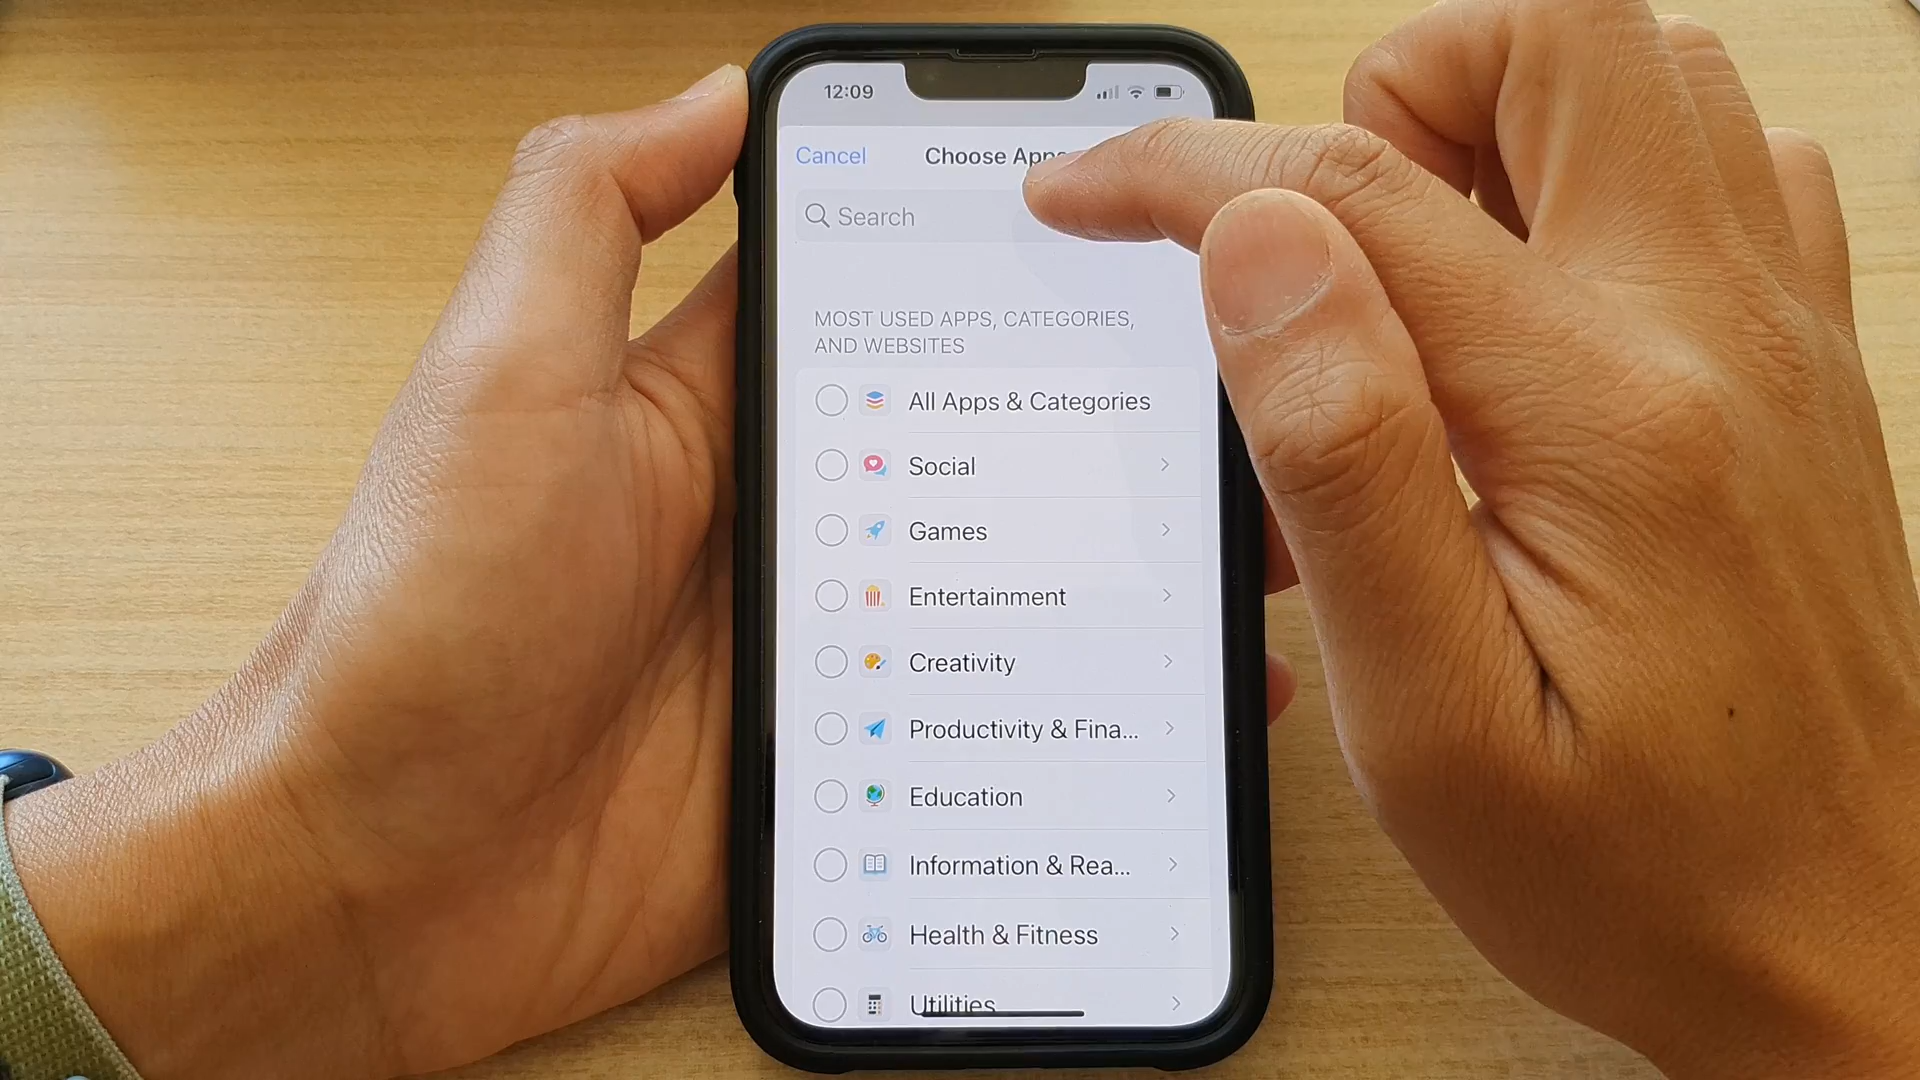 12:09
Cancel
Choose Apps
Search
MOST USED APPS, CATEGORIES,
AND WEBSITES
All Apps & Categories
Social
Games
Entertainment
Creativity
Productivity & Fina...
Education
Information & Rea...
Health & Fitness
Utilities